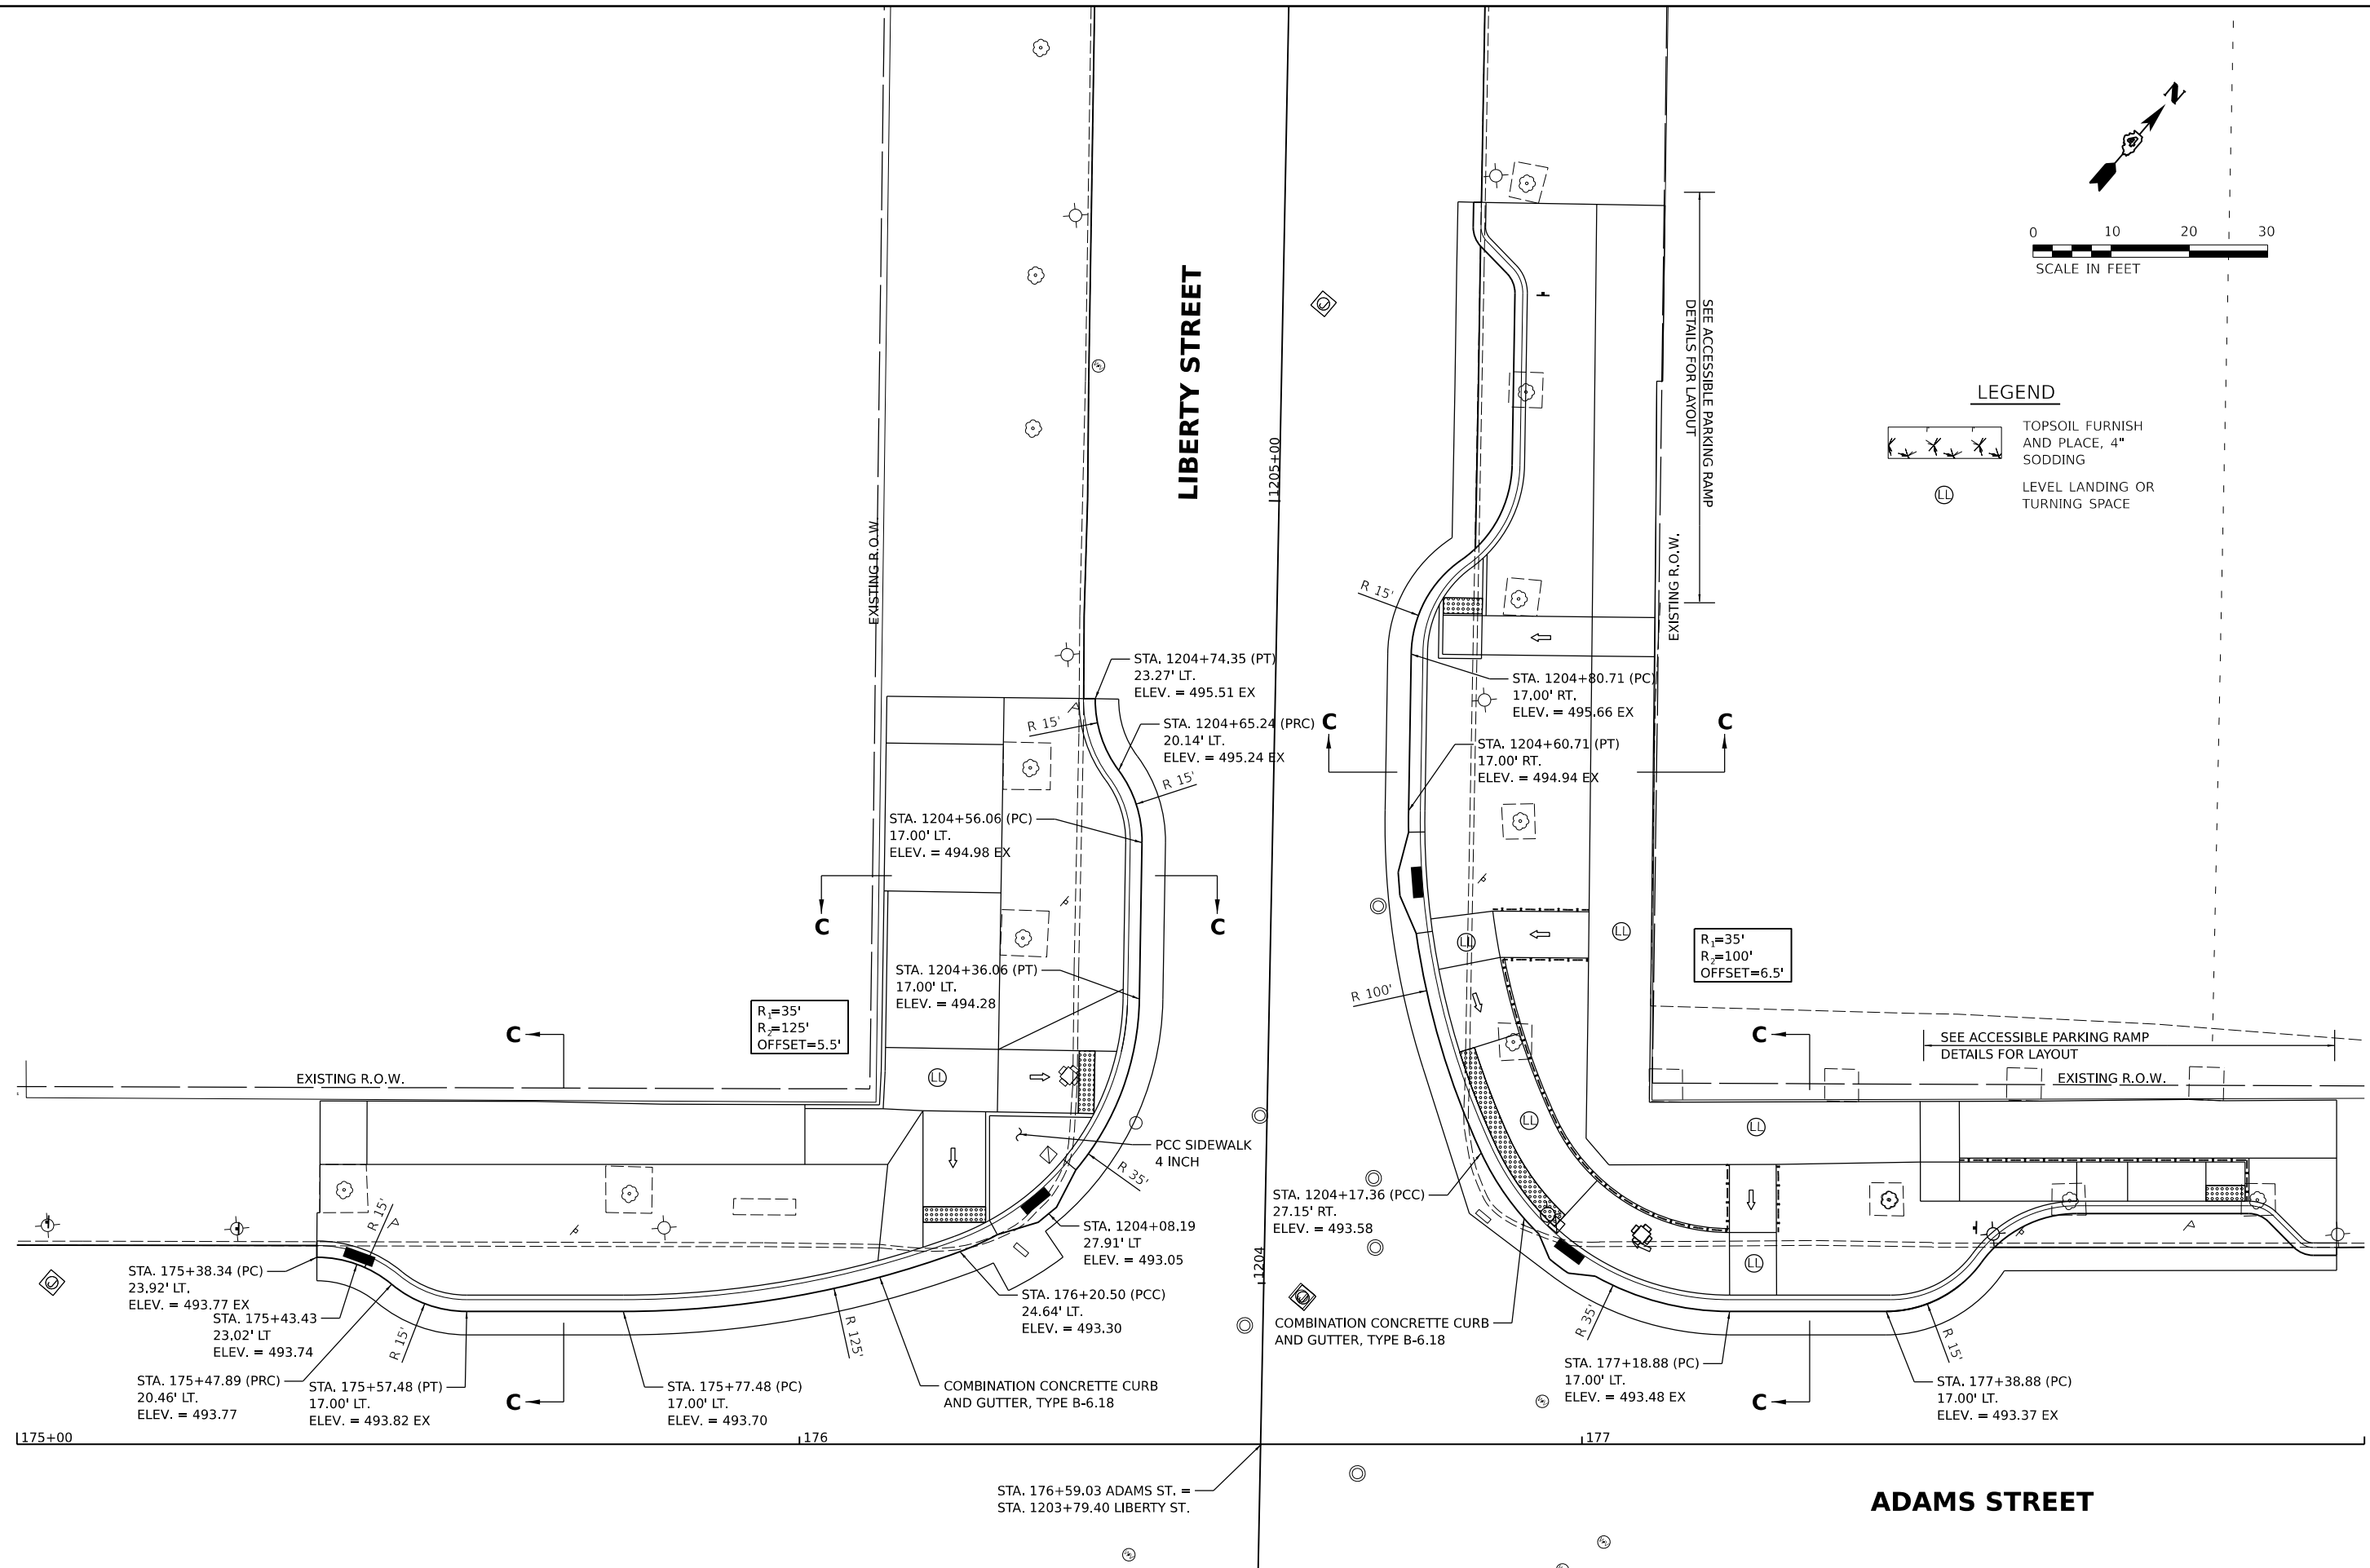 N
0 10 20 30
SCALE IN FEET
LIBERTY STREET
1205+00
SEE ACCESSIBLE PARKING RAMP
DETAILS FOR LAYOUT
LEGEND
TOPSOIL FURNISH
AND PLACE, 4"
SODDING
LL
LEVEL LANDING OR
TURNING SPACE
EXISTING R.O.W.
EXISTING R.O.W.
R 15'
STA. 1204+74.35 (PT)
23.27' LT.
ELEV. = 495.51 EX
R 15'
STA. 1204+65.24 (PRC)
20.14' LT.
ELEV. = 495.24 EX
R 15'
STA. 1204+80.71 (PC)
17.00' RT.
ELEV. = 495.66 EX
C
C
STA. 1204+60.71 (PT)
17.00' RT.
ELEV. = 494.94 EX
STA. 1204+56.06 (PC)
17.00' LT.
ELEV. = 494.98 EX
C
C
LL
LL
R1=35'
R2=100'
OFFSET=6.5'
STA. 1204+36.06 (PT)
17.00' LT.
ELEV. = 494.28
R 100'
R1=35'
R2=125'
OFFSET=5.5'
C
C
SEE ACCESSIBLE PARKING RAMP
DETAILS FOR LAYOUT
EXISTING R.O.W.
EXISTING R.O.W.
LL
LL
LL
PCC SIDEWALK
4 INCH
R 35'
STA. 1204+17.36 (PCC)
27.15' RT.
ELEV. = 493.58
R 15'
STA. 1204+08.19
27.91' LT
ELEV. = 493.05
1204
LL
STA. 175+38.34 (PC)
23.92' LT.
ELEV. = 493.77 EX
STA. 175+43.43
23.02' LT
ELEV. = 493.74
STA. 176+20.50 (PCC)
24.64' LT.
ELEV. = 493.30
COMBINATION CONCRETTE CURB
AND GUTTER, TYPE B-6.18
R 35'
R 15'
R 125'
R 15'
STA. 175+47.89 (PRC)
20.46' LT.
ELEV. = 493.77
STA. 175+57.48 (PT)
17.00' LT.
ELEV. = 493.82 EX
C
STA. 175+77.48 (PC)
17.00' LT.
ELEV. = 493.70
COMBINATION CONCRETTE CURB
AND GUTTER, TYPE B-6.18
STA. 177+18.88 (PC)
17.00' LT.
ELEV. = 493.48 EX
C
STA. 177+38.88 (PC)
17.00' LT.
ELEV. = 493.37 EX
175+00
176
177
STA. 176+59.03 ADAMS ST. =
STA. 1203+79.40 LIBERTY ST.
ADAMS STREET